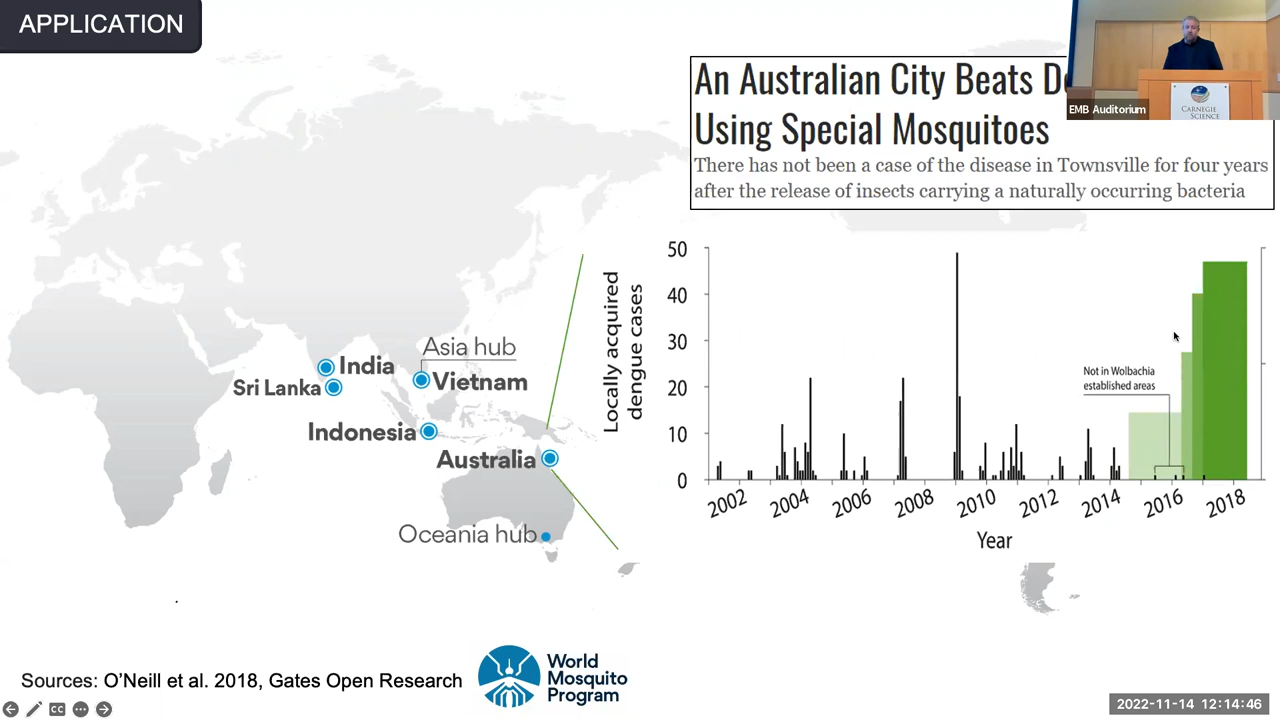 APPLICATION
An Australian City Beats
Using Special Mosquitoes
There has not been a case of the disease in Townsville for four years
after the release of insects carrying a naturally occurring bacteria
EMB Auditorium
CARNEGIE
SCIENCE
India
Sri Lanka
Asia hub
Vietnam
Indonesia
Australia
Oceania hub
Locally acquired
dengue cases
50
40
30
20
10
0
Not in Wolbachia
established areas
2002
2004
2006
2008
2010
2012
2014
2016
2018
Year
Sources: O’Neill et al. 2018, Gates Open Research
World
Mosquito
Program
CC
2022-11-14 12:14:46